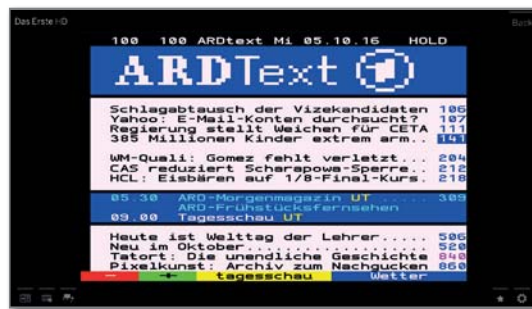 Das Erste HD
Back
100 100 ARDtext Mi 05.10.16 HOLD
ARDText 1
Schlagabtausch der Vizekandidaten 106
Yahoo: E-Mail-Konten durchsucht? 107
Regierung stellt Weichen für CETA 111
385 Millionen Kinder extrem arm.. 141
WM-Quali: Gomez fehlt verletzt... 204
CAS reduziert Scharapowa-Sperre.. 212
HCL: Eisbären auf 1/8-Final-Kurs. 218
05.30 ARD-Morgenmagazin UT ..... 309
ARD-Frühstücksfernsehen
09.00 Tagesschau UT
Heute ist Welttag der Lehrer..... 506
Neu im Oktober................... 520
Tatort: Die unendliche Geschichte 840
Pixelkunst: Archiv zum Nachgucken 860
- + tagesschau Wetter